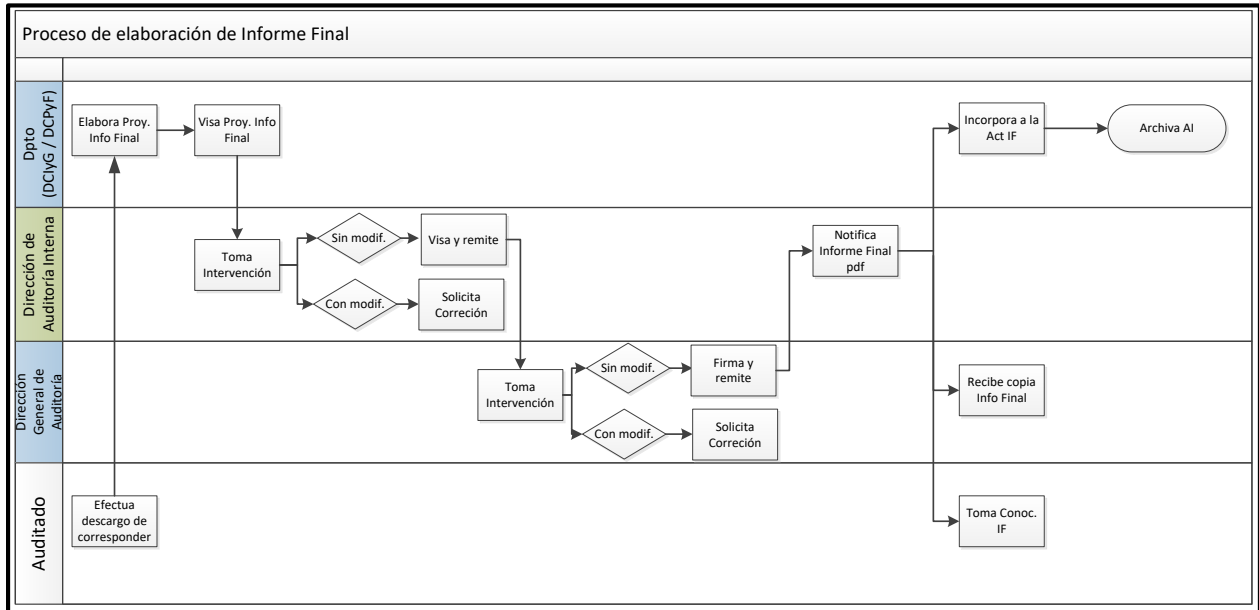 Proceso de elaboración de Informe Final
Dpto
(DCIyG / DCPyF)
Elabora Proy.
Info Final
Visa Proy. Info
Final
Incorpora a la
Act IF
Archiva AI
Dirección de
Auditoría Interna
Toma
Intervención
Sin modif.
Visa y remite
Con modif.
Solicita
Correción
Notifica
Informe Final
pdf
Dirección
General de
Auditoría
Toma
Intervención
Sin modif.
Firma y
remite
Con modif.
Solicita
Correción
Recibe copia
Info Final
Auditado
Efectua
descargo de
corresponder
Toma Conoc.
IF